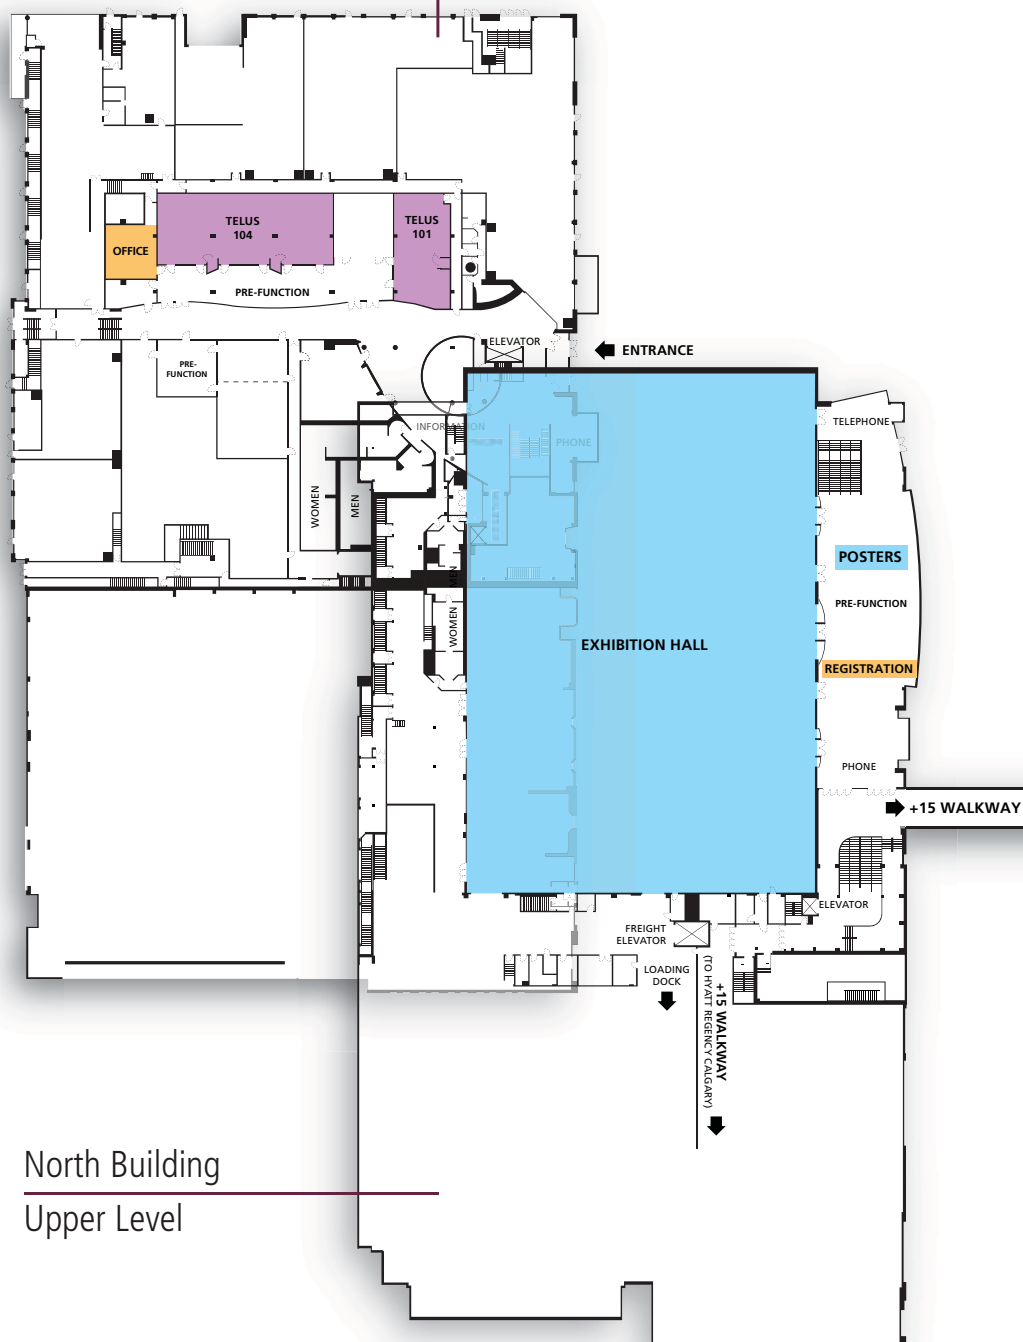 TELUS
104
TELUS
101
OFFICE
PRE-FUNCTION
ELEVATOR
ENTRANCE
PRE-
FUNCTION
INFORMATION
PHONE
TELEPHONE
WOMEN
MEN
POSTERS
MEN
PRE-FUNCTION
WOMEN
EXHIBITION HALL
REGISTRATION
PHONE
+15 WALKWAY
ELEVATOR
FREIGHT
ELEVATOR
LOADING
DOCK
+15 WALKWAY
(TO HYATT REGENCY CALGARY)
North Building
Upper Level